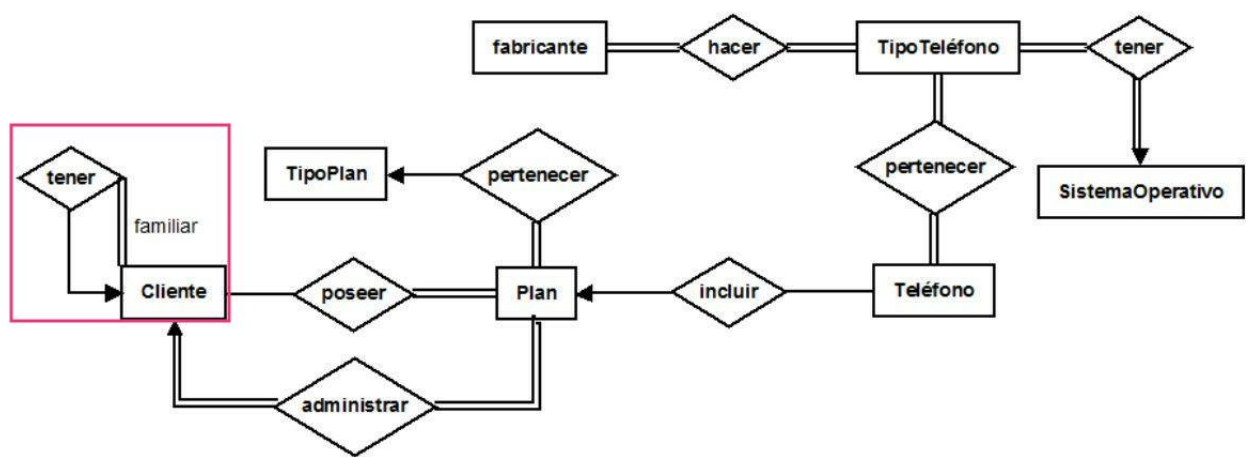 fabricante
hacer
TipoTeléfono
tener
tener
TipoPlan
pertenecer
pertenecer
SistemaOperativo
familiar
Cliente
poseer
Plan
incluir
Teléfono
administrar